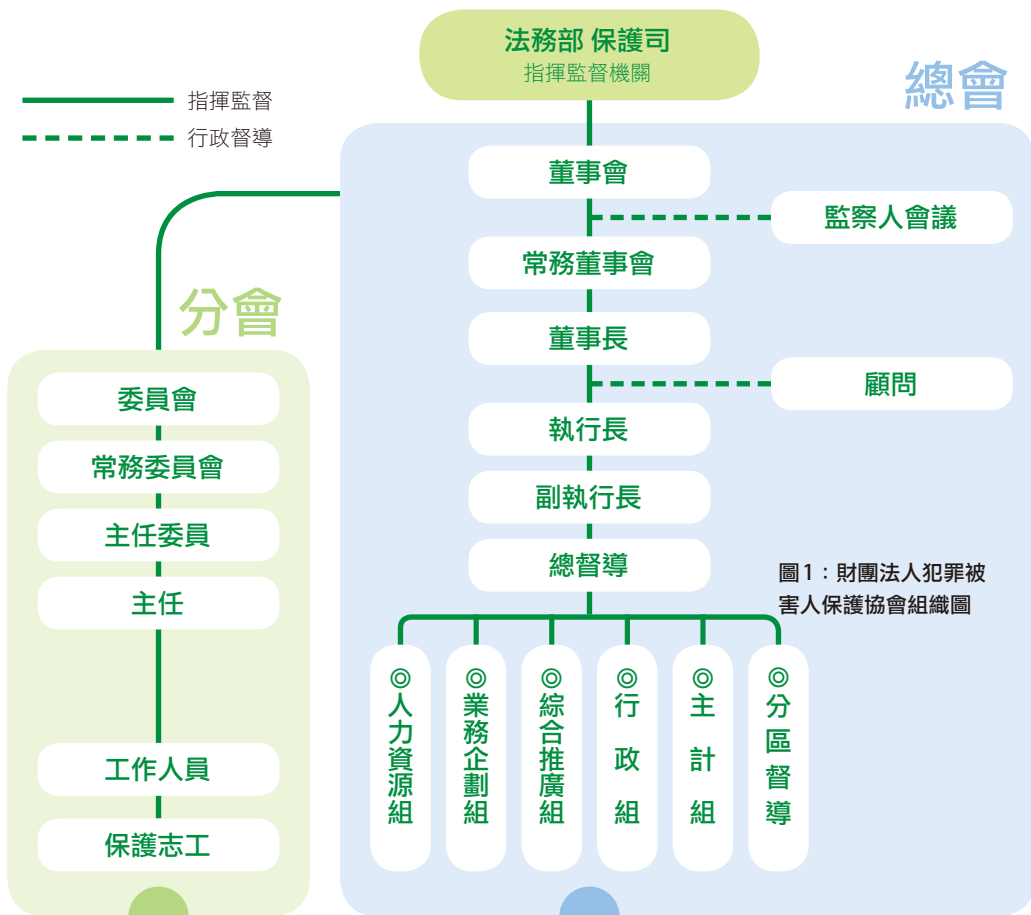 法務部 保護司
指揮監督機關
指揮監督
行政督導
總會
董事會
監察人會議
常務董事會
董事長
顧問
執行長
副執行長
總督導
圖1：財團法人犯罪被
害人保護協會組織圖
◎人力資源組
◎業務企劃組
◎綜合推廣組
◎行政組
◎主計組
◎分區督導
分會
委員會
常務委員會
主任委員
主任
工作人員
保護志工